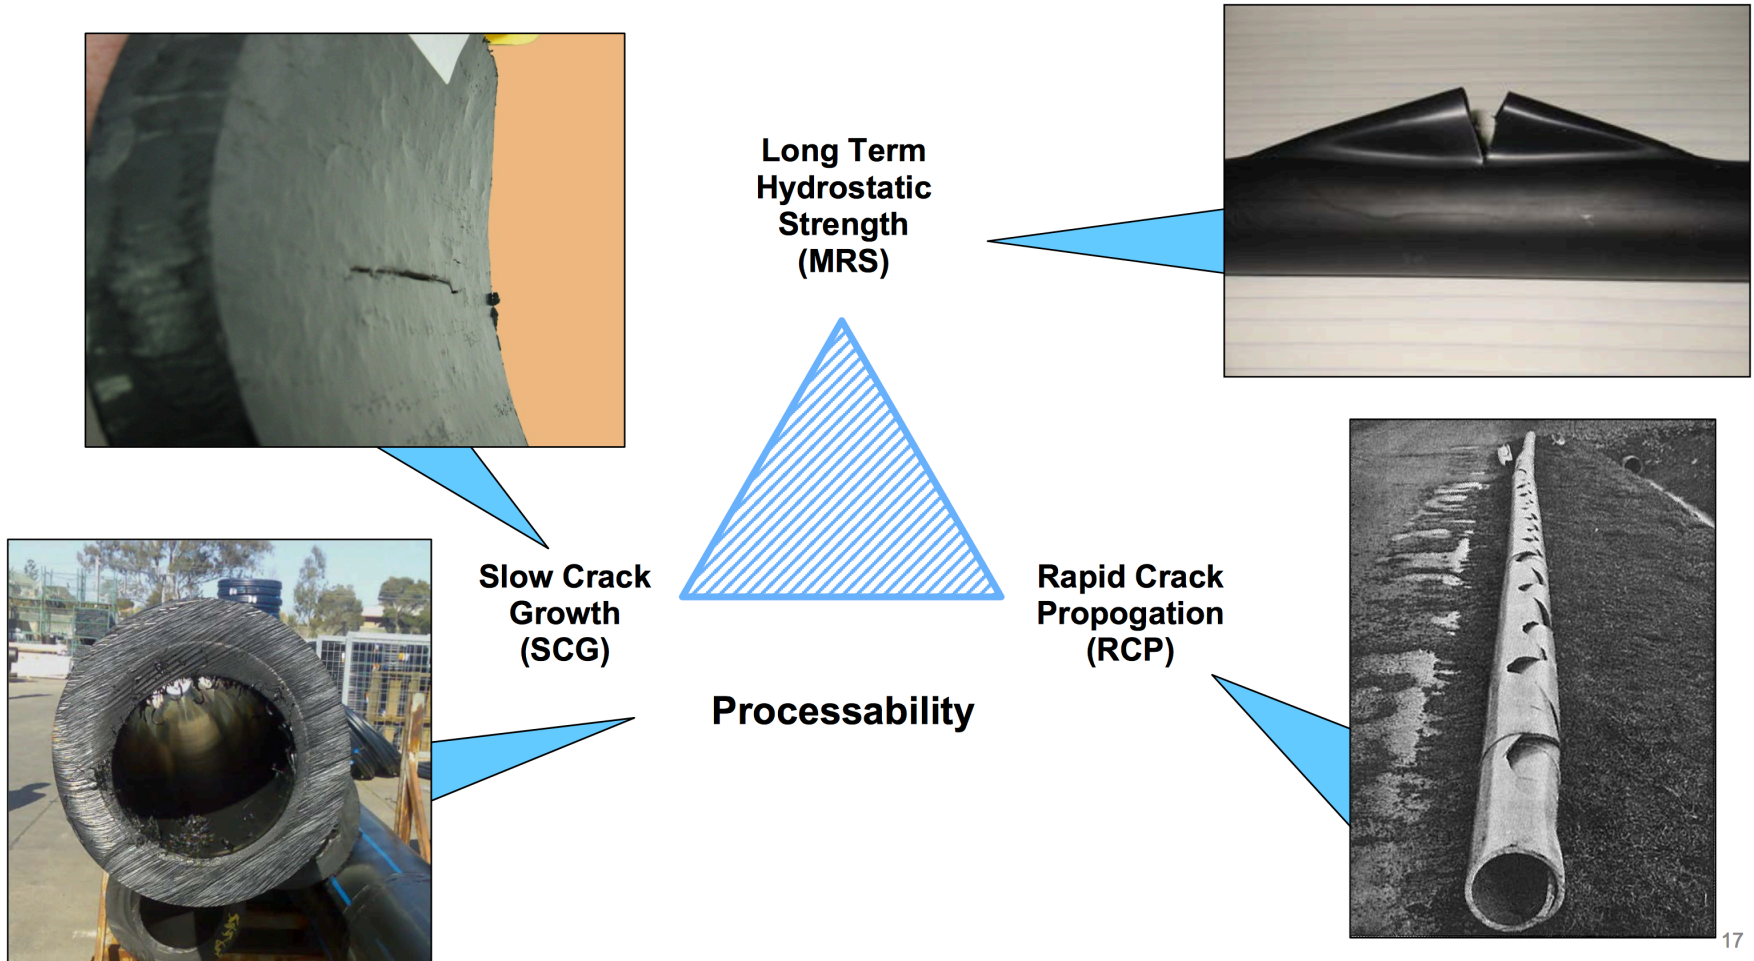 Long Term
Hydrostatic
Strength
(MRS)
Slow Crack
Growth
(SCG)
Rapid Crack
Propogation
(RCP)
Processability
17